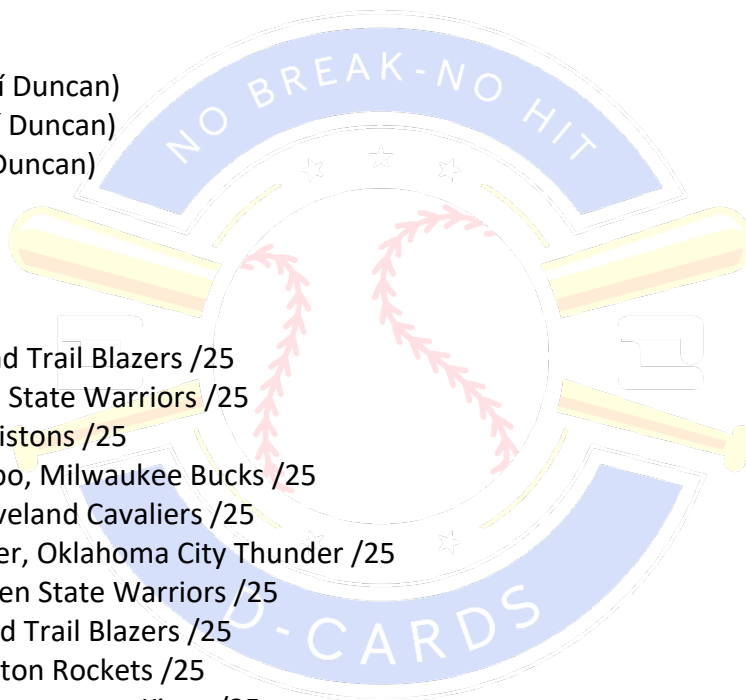 í Duncan)
Duncan)
Duncan)
d Trail Blazers /25
State Warriors /25
istons /25
oo, Milwaukee Bucks /25
veland Cavaliers /25
er, Oklahoma City Thunder /25
en State Warriors /25
d Trail Blazers /25
ton Rockets /25
NO BREAK-NO HIT
D-CARDS